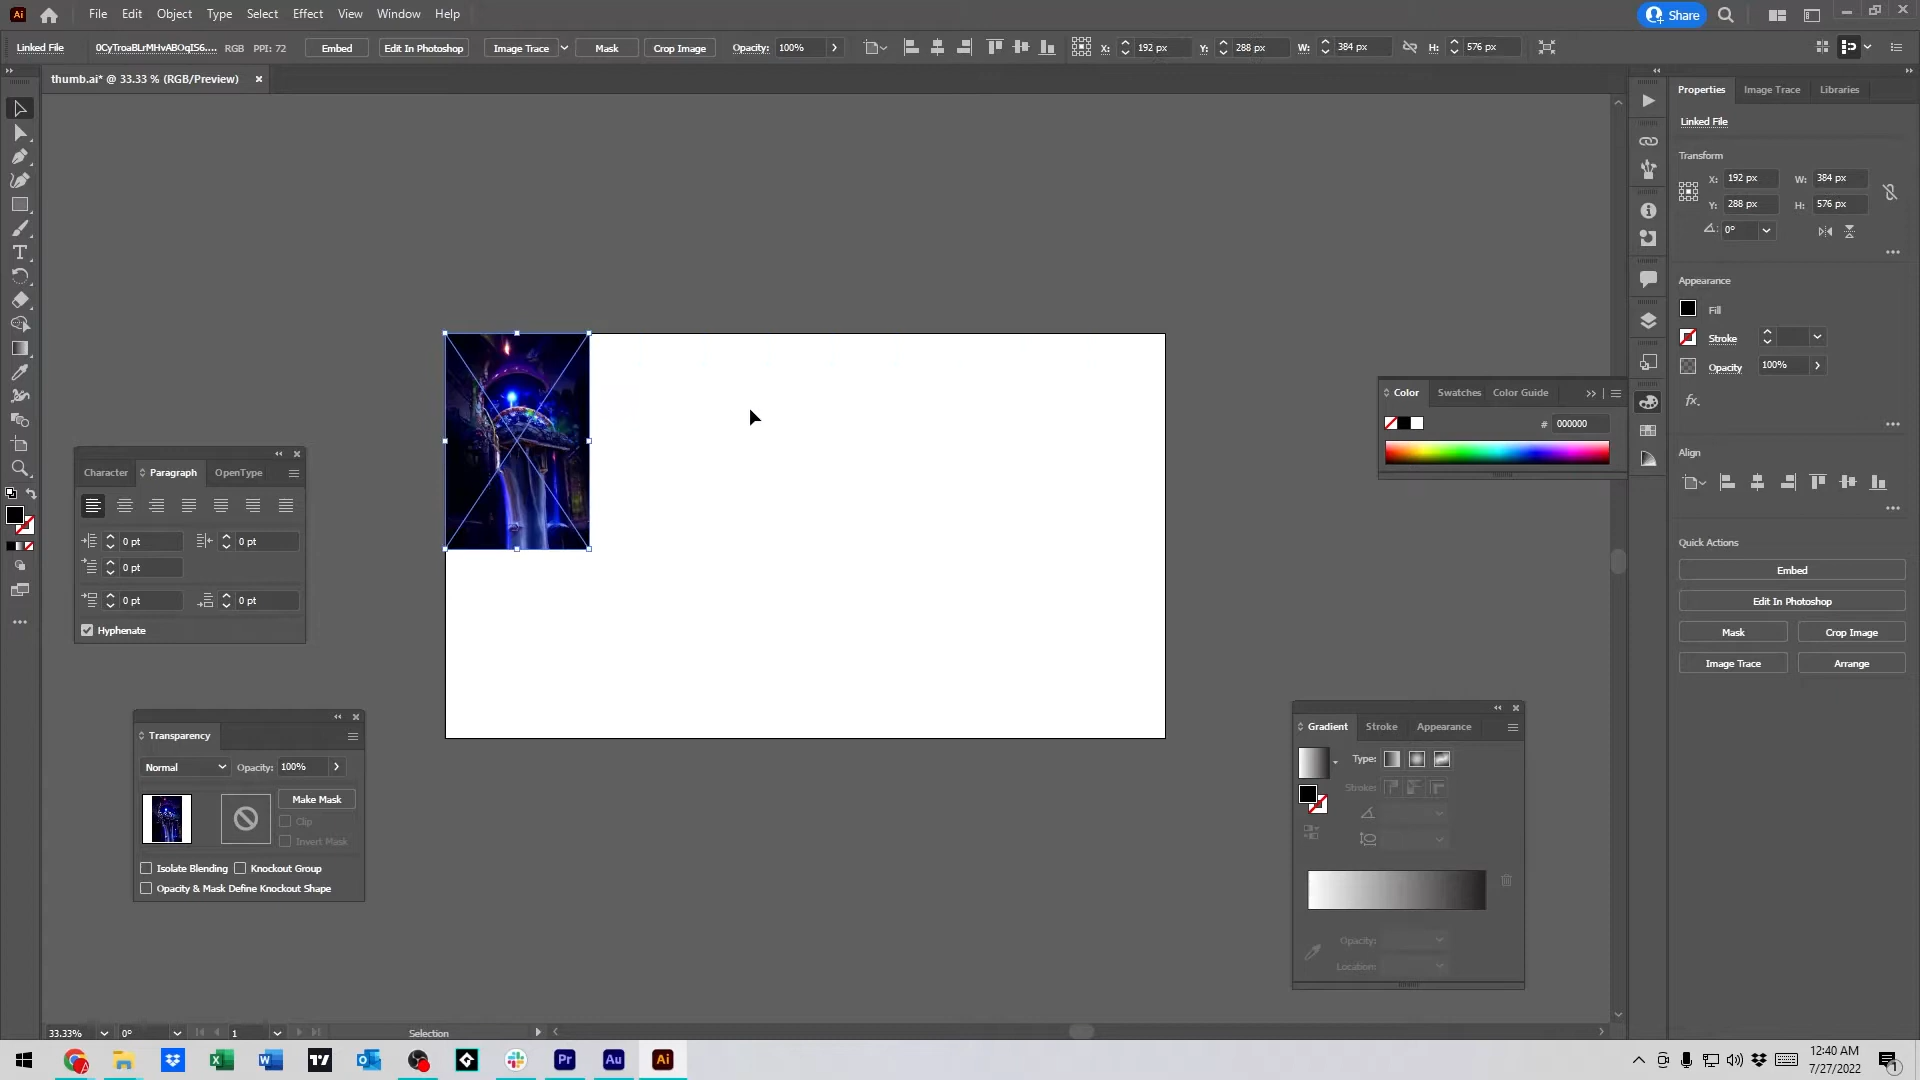 Ai File Edit Object Type Select Effect View Window Help Share
Linked File 0CyTroaBLrMHvABOqIS6.... RGB PPI: 72 Embed Edit In Photoshop Image Trace Mask Crop Image Opacity: 100% X: 192 px Y: 288 px W: 384 px H: 576 px
thumb.ai* @ 33.33 % (RGB/Preview)
Properties Image Trace Libraries
Linked File
Transform
X: 192 px W: 384 px
Y: 288 px H: 576 px
0°
Appearance
Fill
Stroke
Opacity 100%
fx.
Align
Quick Actions
Embed
Edit In Photoshop
Mask Crop Image
Image Trace Arrange
Color Swatches Color Guide
# 000000
Character Paragraph OpenType
0 pt 0 pt
0 pt
0 pt 0 pt
Hyphenate
Transparency
Normal Opacity: 100%
Make Mask
Clip
Invert Mask
Isolate Blending Knockout Group
Opacity & Mask Define Knockout Shape
Gradient Stroke Appearance
Type:
Stroke:
Opacity:
Location:
33.33% 0° 1 Selection
Pr Au Ai
12:40 AM
7/27/2022